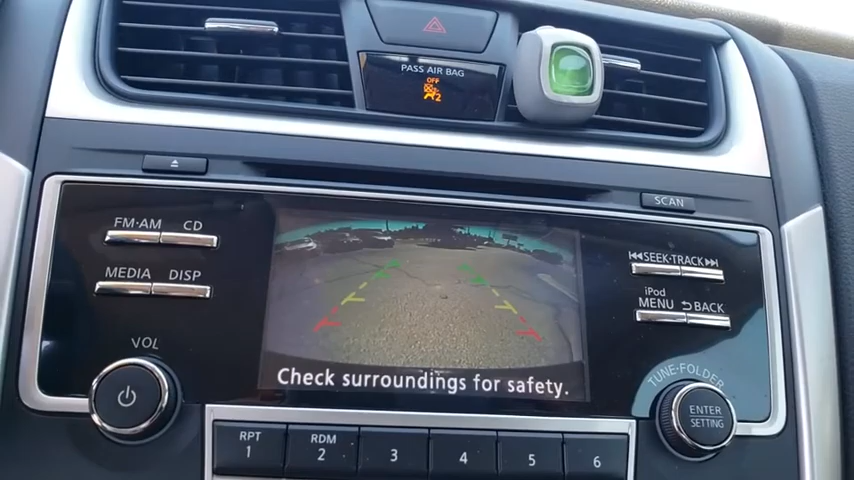 PASS AIR BAG
OFF
2
SCAN
FM·AM CD
SEEK·TRACK
MEDIA DISP
iPod
MENU BACK
VOL
TUNE·FOLDER
Check surroundings for safety.
ENTER
SETTING
RPT
1
RDM
2
3
4
5
6